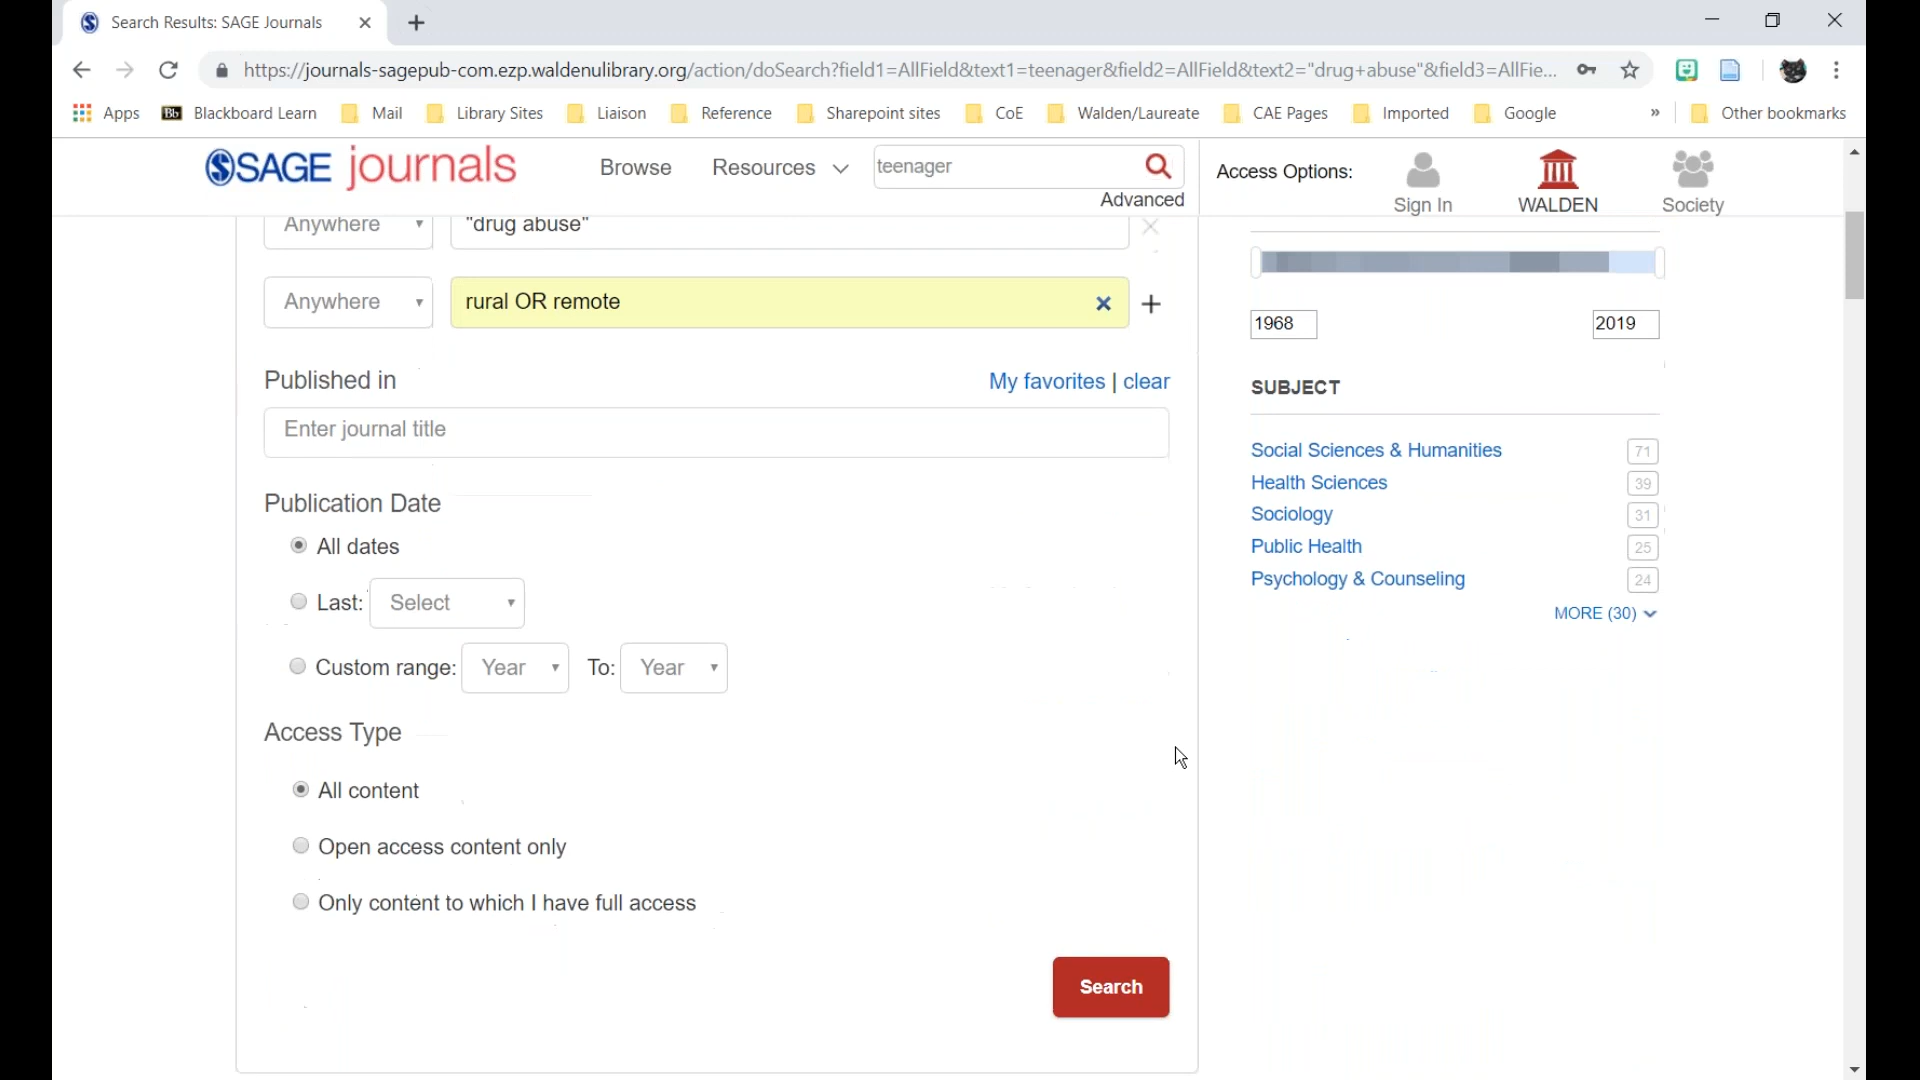 Search Results: SAGE Journals
https://journals-sagepub-com.ezp.waldenulibrary.org/action/doSearch?field1=AllField&text1=teenager&field2=AllField&text2="drug+abuse"&field3=AllFie...
Apps Bb Blackboard Learn Mail Library Sites Liaison Reference Sharepoint sites CoE Walden/Laureate CAE Pages Imported Google » Other bookmarks
SAGE journals Browse Resources teenager Access Options:
Advanced Sign In WALDEN Society
Anywhere "drug abuse"
Anywhere rural OR remote
Published in My favorites | clear
Enter journal title
Publication Date
All dates
Last: Select
Custom range: Year To: Year
Access Type
All content
Open access content only
Only content to which I have full access
Search
1968 2019
SUBJECT
Social Sciences & Humanities 71
Health Sciences 39
Sociology 31
Public Health 25
Psychology & Counseling 24
MORE (30)